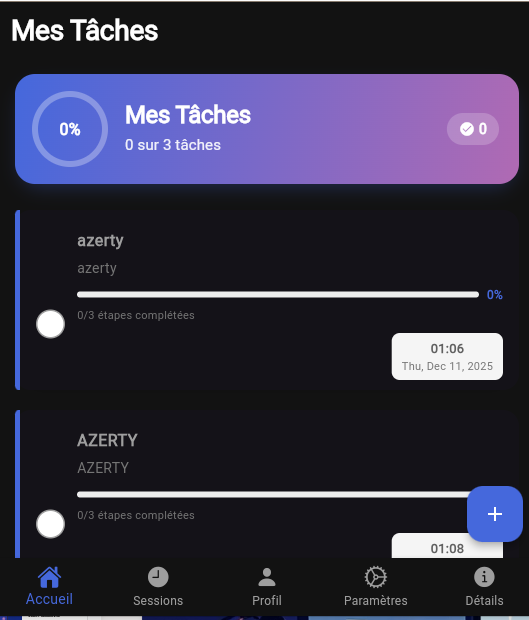 Mes Tâches
0%
Mes Tâches
0 sur 3 tâches
0
azerty
azerty
0%
0/3 étapes complétées
01:06
Thu, Dec 11, 2025
AZERTY
AZERTY
0/3 étapes complétées
+
01:08
Accueil
Sessions
Profil
Paramètres
Détails